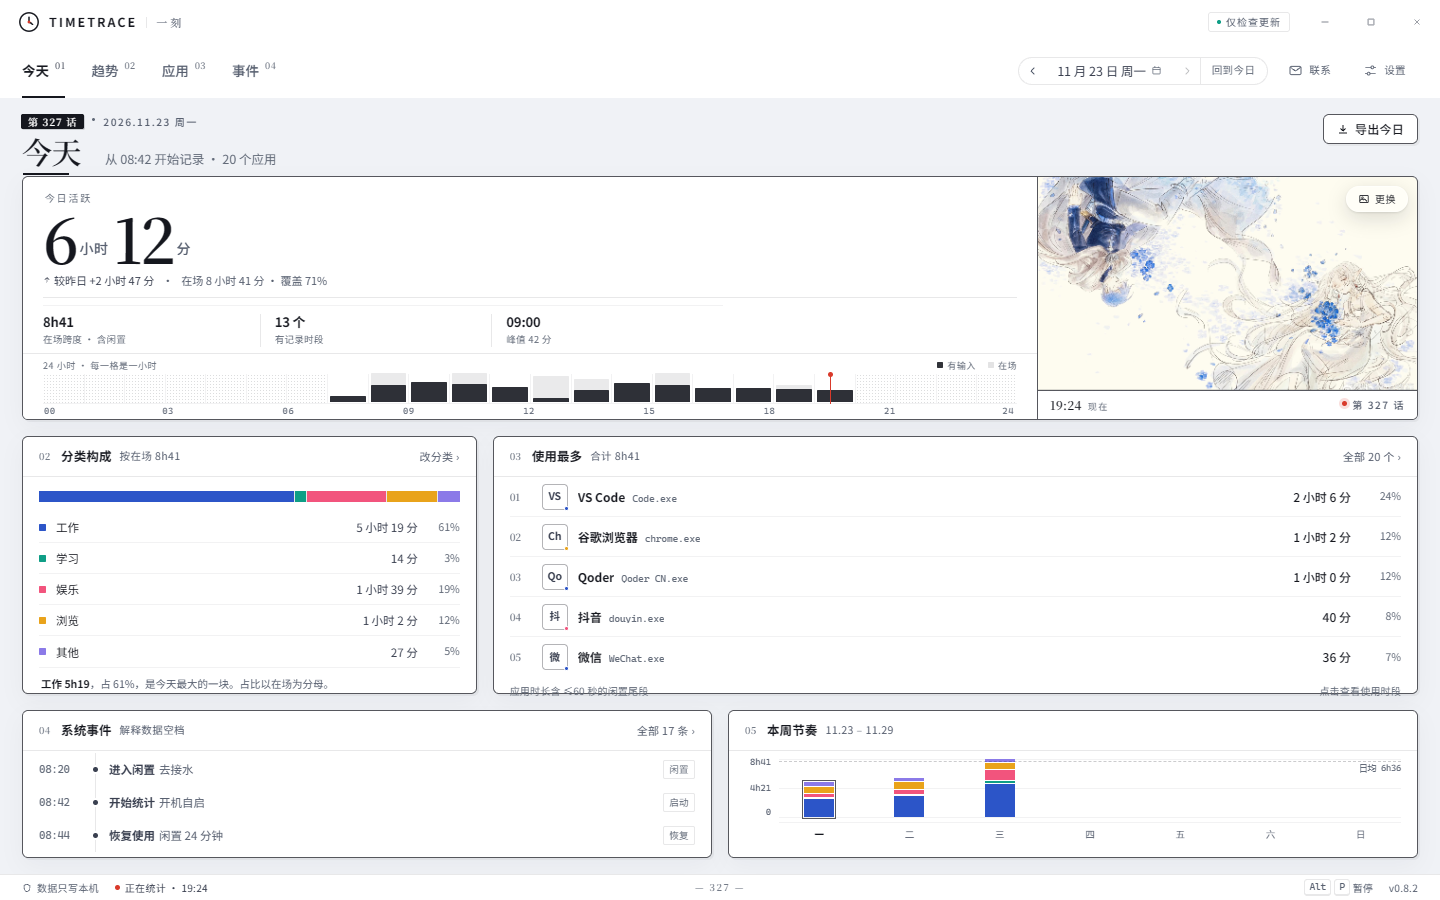 TIMETRACE 一刻
仅检查更新
今天 01 趋势 02 应用 03 事件 04
11 月 23 日 周一
回到今日
联系
设置
第 327 话 • 2026.11.23 周一
今天 从 08:42 开始记录 • 20 个应用
导出今日
今日活跃
6 小时 12 分
↑ 较昨日 +2 小时 47 分 • 在场 8 小时 41 分 • 覆盖 71%
8h41
在场跨度 • 含闲置
13 个
有记录时段
09:00
峰值 42 分
24 小时 • 每一格是一小时
有输入 在场
00 03 06 09 12 15 18 21 24
更换
19:24 现在
第 327 话
02 分类构成 按在场 8h41 改分类 ›
工作 5 小时 19 分 61%
学习 14 分 3%
娱乐 1 小时 39 分 19%
浏览 1 小时 2 分 12%
其他 27 分 5%
工作 5h19，占 61%，是今天最大的一块。占比以在场为分母。
03 使用最多 合计 8h41 全部 20 个 ›
01 VS VS Code Code.exe 2 小时 6 分 24%
02 Ch 谷歌浏览器 chrome.exe 1 小时 2 分 12%
03 Qo Qoder Qoder CN.exe 1 小时 0 分 12%
04 抖 抖音 douyin.exe 40 分 8%
05 微 微信 WeChat.exe 36 分 7%
应用时长含 ≤60 秒的闲置尾段 点击查看使用时段
04 系统事件 解释数据空档 全部 17 条 ›
08:20 进入闲置 去接水 闲置
08:42 开始统计 开机自启 启动
08:44 恢复使用 闲置 24 分钟 恢复
05 本周节奏 11.23 – 11.29
8h41
日均 6h36
4h21
0
一 二 三 四 五 六 日
数据只写本机 正在统计 • 19:24
— 327 —
Alt P 暂停 v0.8.2